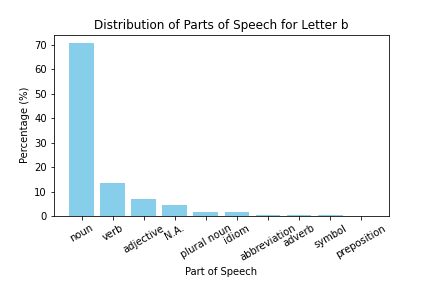 Distribution of Parts of Speech for Letter b
Percentage (%)
70
60
50
40
30
20
10
0
noun
verb
adjective
N.A.
plural noun
idiom
abbreviation
adverb
symbol
preposition
Part of Speech